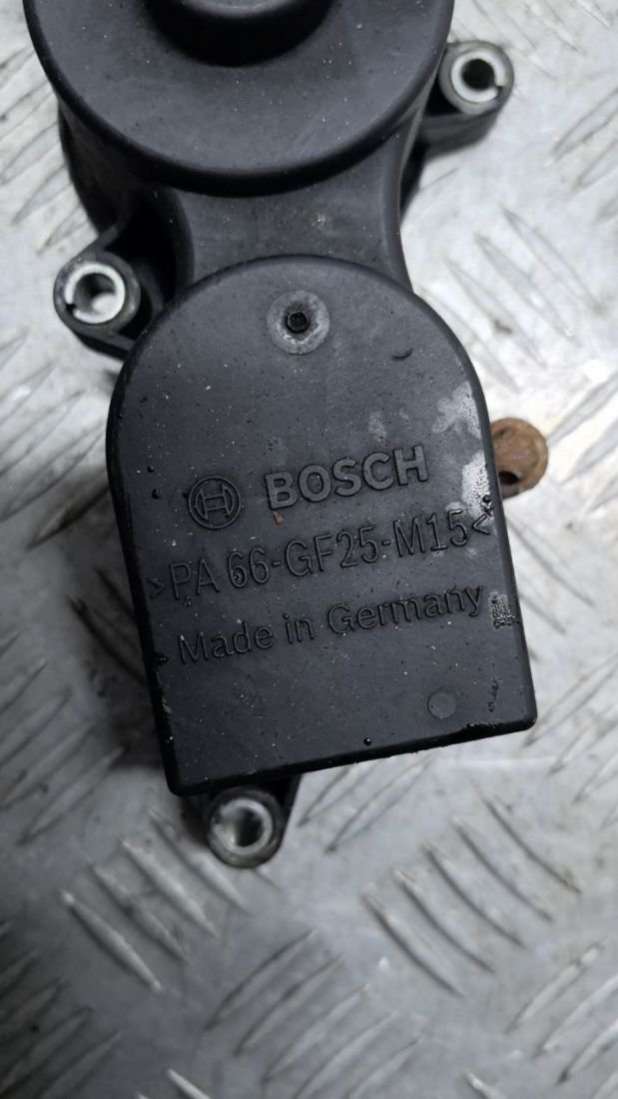 BOSCH
>PA 66-GF25-M15<
Made in Germany